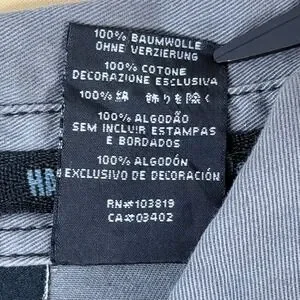 100% BAUMWOLLE
OHNE VERZIERUNG
100% COTONE
DECORAZIONE ESCLUSIVA
100% 綿 飾りを除く
100% ALGODÃO
SEM INCLUIR ESTAMPAS
E BORDADOS
100% ALGODÓN
*EXCLUSIVO DE DECORACIÓN
RN#103819
CA#03402